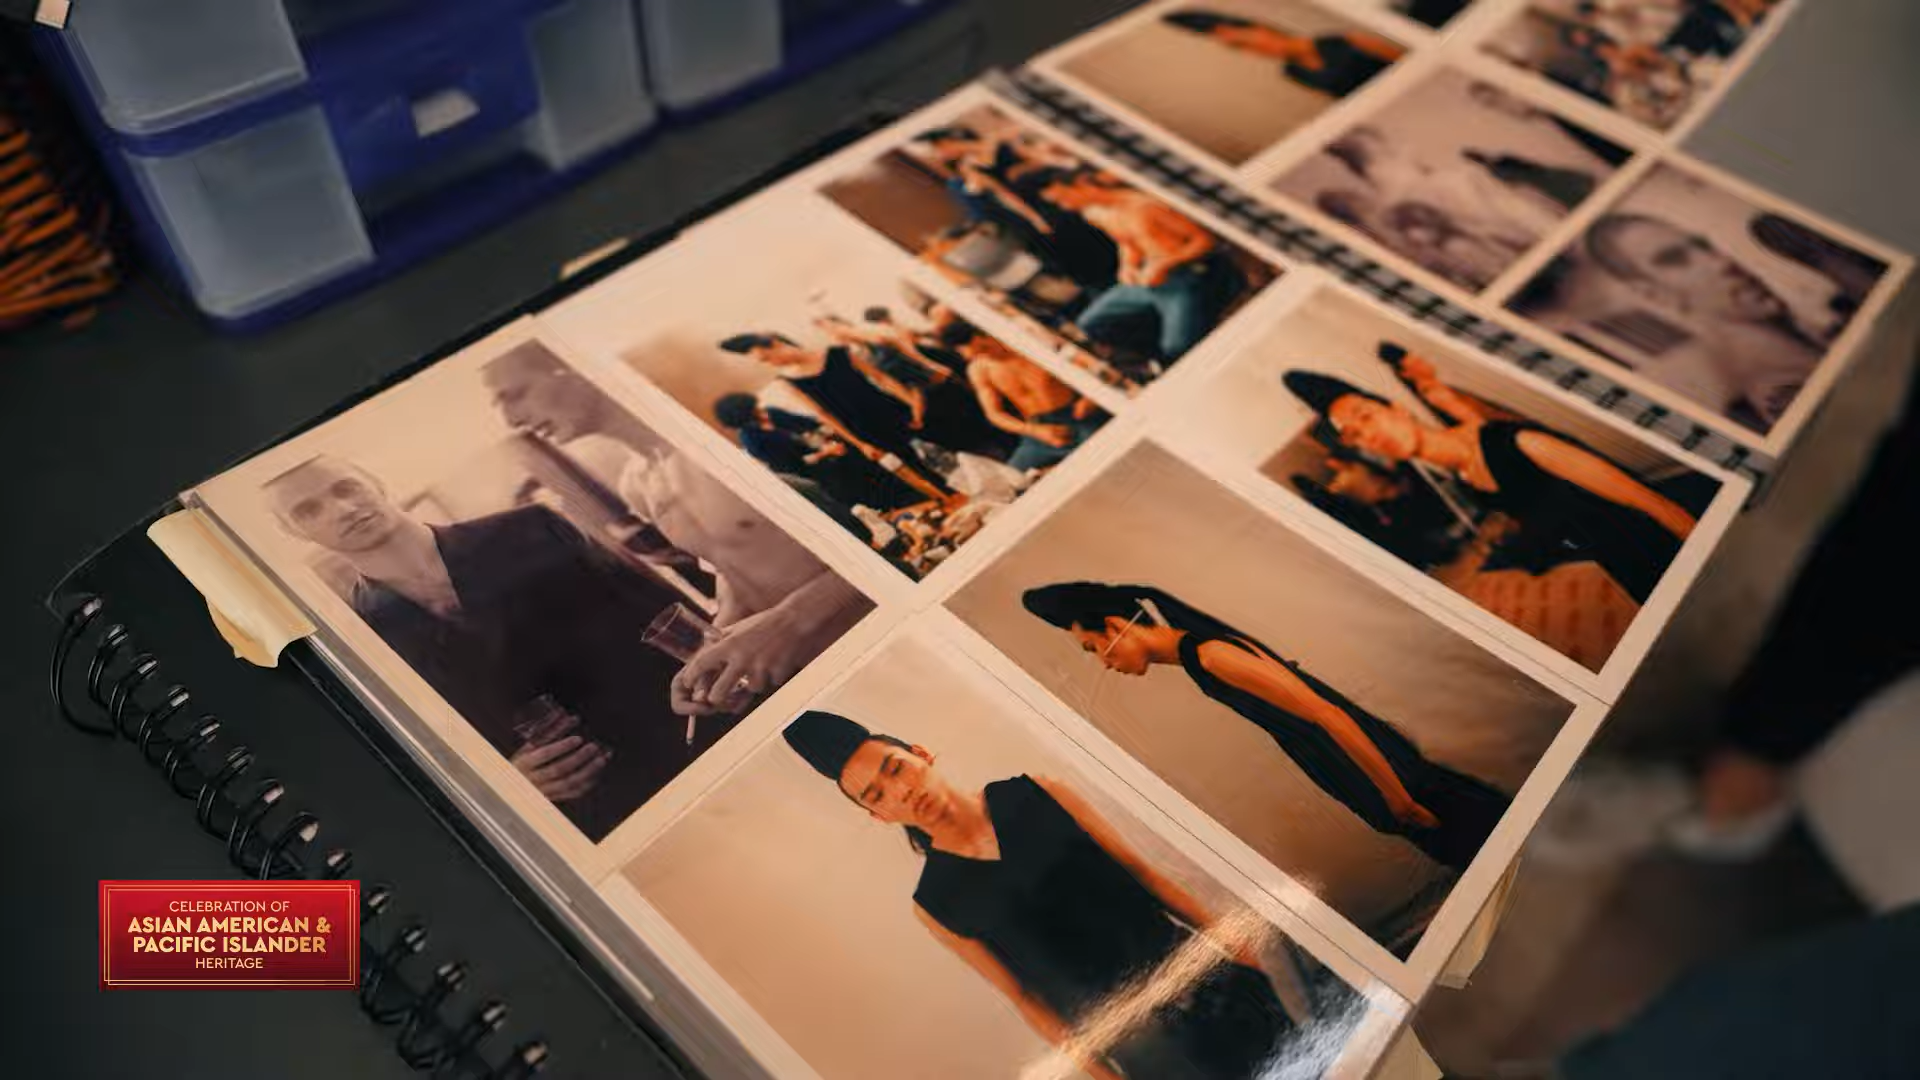 CELEBRATION OF
ASIAN AMERICAN &
PACIFIC ISLANDER
HERITAGE